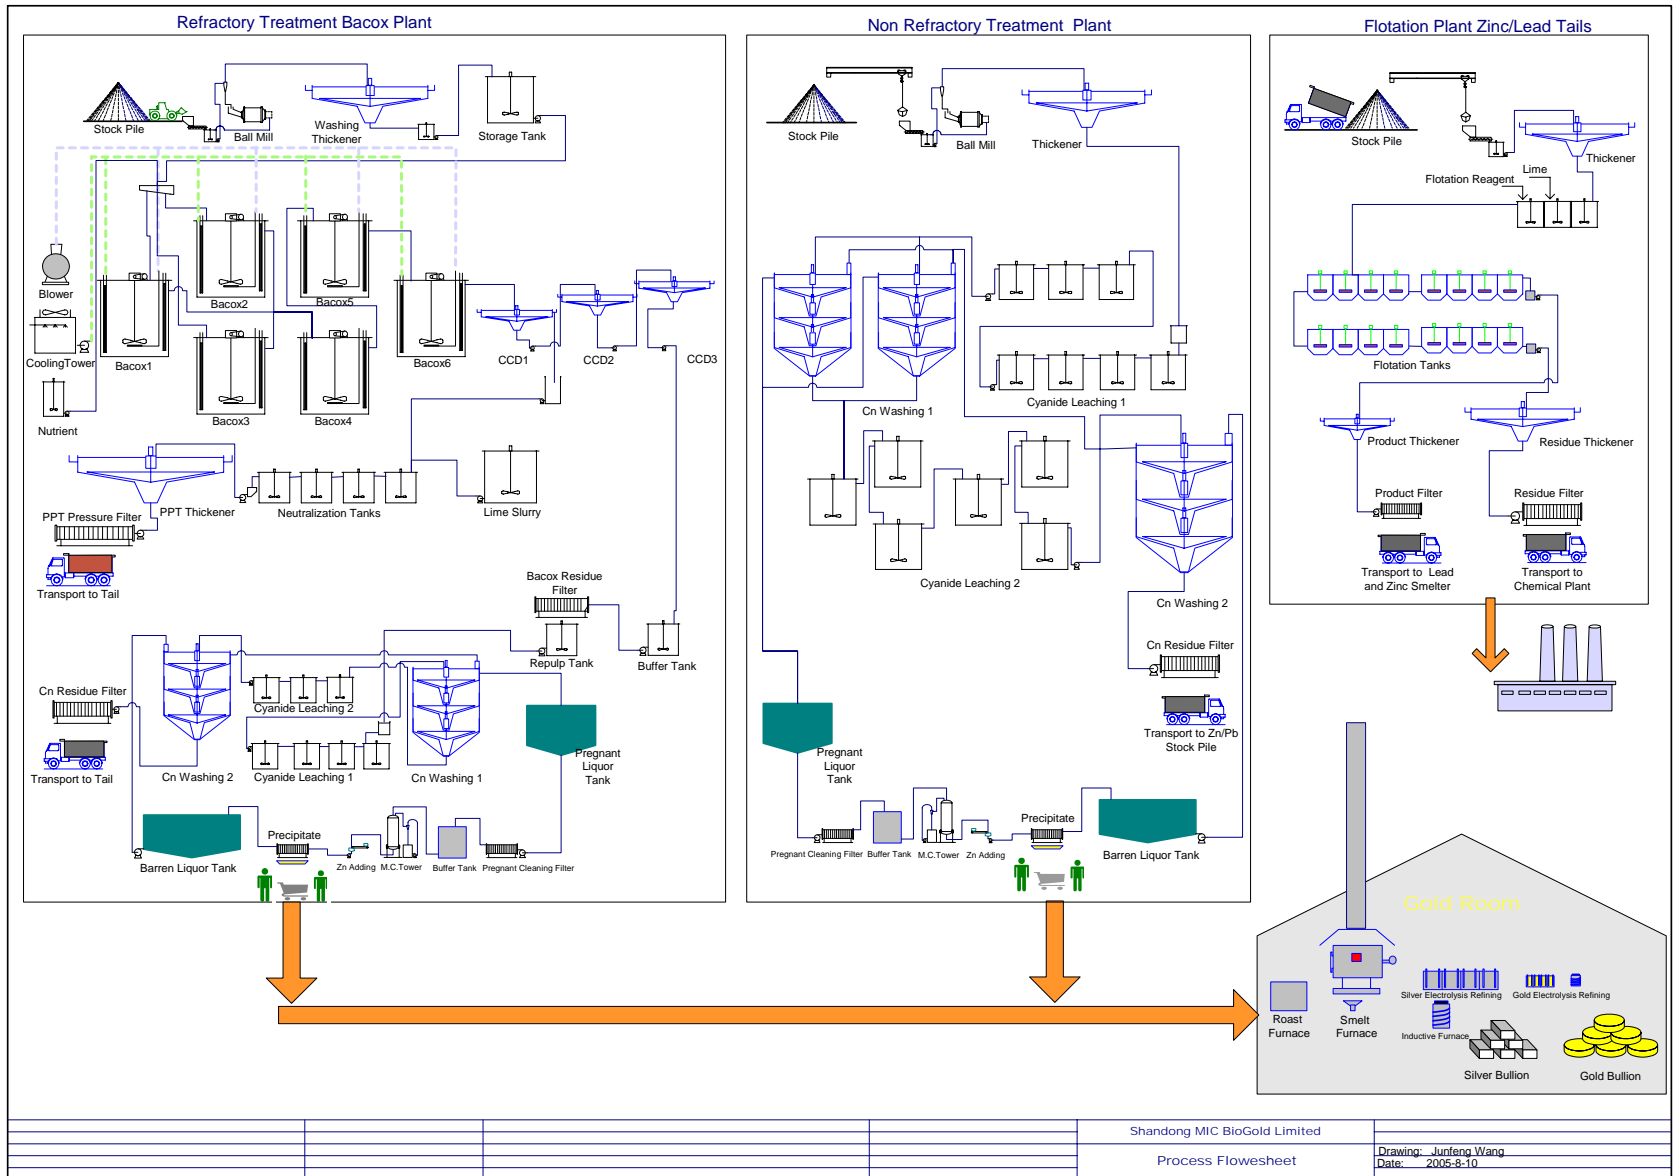 Refractory Treatment Bacox Plant
Non Refractory Treatment Plant
Flotation Plant Zinc/Lead Tails
Stock Pile
Ball Mill
Washing
Thickener
Storage Tank
Blower
CoolingTower
Nutrient
Bacox1
Bacox2
Bacox3
Bacox5
Bacox4
Bacox6
CCD1
CCD2
CCD3
PPT Pressure Filter
PPT Thickener
Neutralization Tanks
Lime Slurry
Transport to Tail
Bacox Residue
Filter
Repulp Tank
Buffer Tank
Cn Residue Filter
Transport to Tail
Cn Washing 2
Cyanide Leaching 2
Cyanide Leaching 1
Cn Washing 1
Pregnant
Liquor
Tank
Barren Liquor Tank
Precipitate
Zn Adding
M.C.Tower
Buffer Tank
Pregnant Cleaning Filter
Stock Pile
Ball Mill
Thickener
Cn Washing 1
Cyanide Leaching 1
Cyanide Leaching 2
Cn Washing 2
Cn Residue Filter
Transport to Zn/Pb
Stock Pile
Pregnant
Liquor
Tank
Pregnant Cleaning Filter
Buffer Tank
M.C.Tower
Zn Adding
Precipitate
Barren Liquor Tank
Stock Pile
Thickener
Lime
Flotation Reagent
Flotation Tanks
Product Thickener
Residue Thickener
Product Filter
Residue Filter
Transport to Lead
and Zinc Smelter
Transport to
Chemical Plant
Gold Room
Roast
Furnace
Smelt
Furnace
Silver Electrolysis Refining
Gold Electrolysis Refining
Inductive Furnace
Silver Bullion
Gold Bullion
Shandong MIC BioGold Limited
Process Flowesheet
Drawing: Junfeng Wang
Date: 2005-8-10